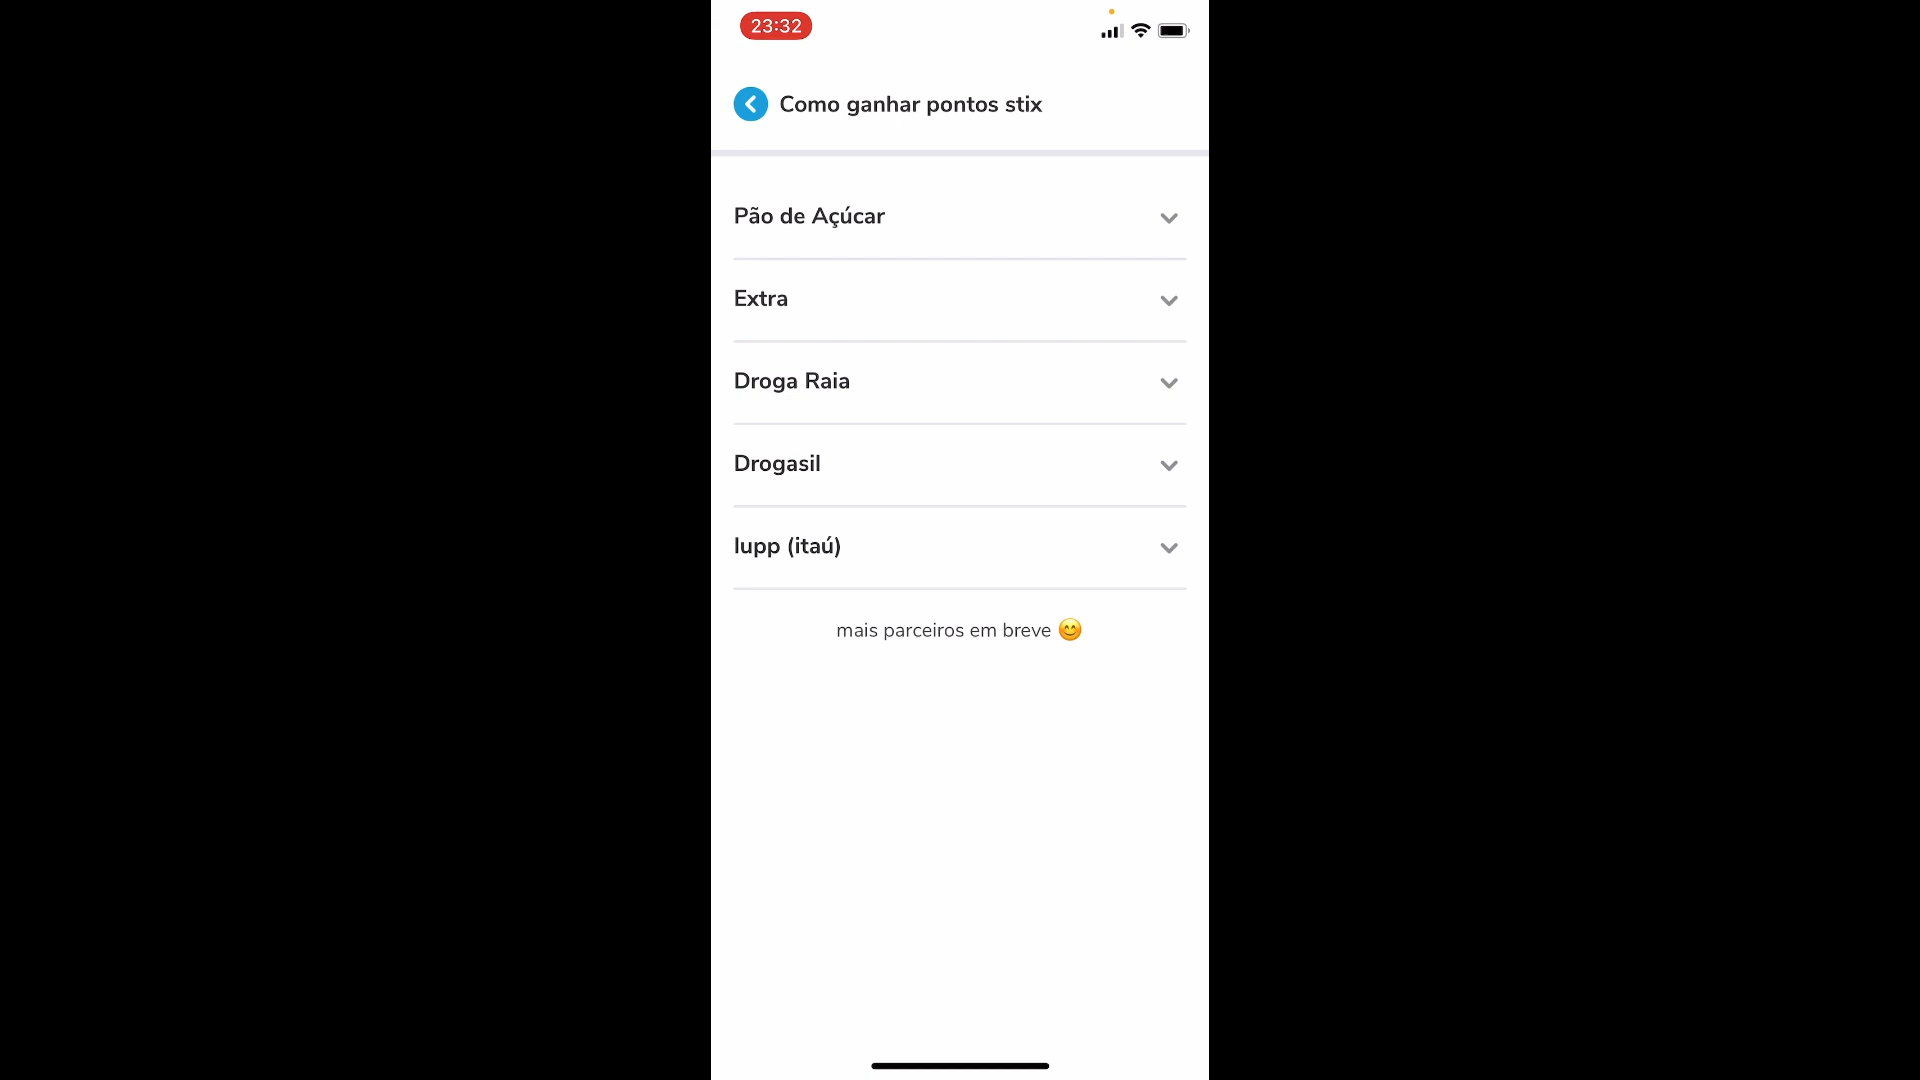 23:32
Como ganhar pontos stix
Pão de Açúcar
Extra
Droga Raia
Drogasil
Iupp (itaú)
mais parceiros em breve 😊